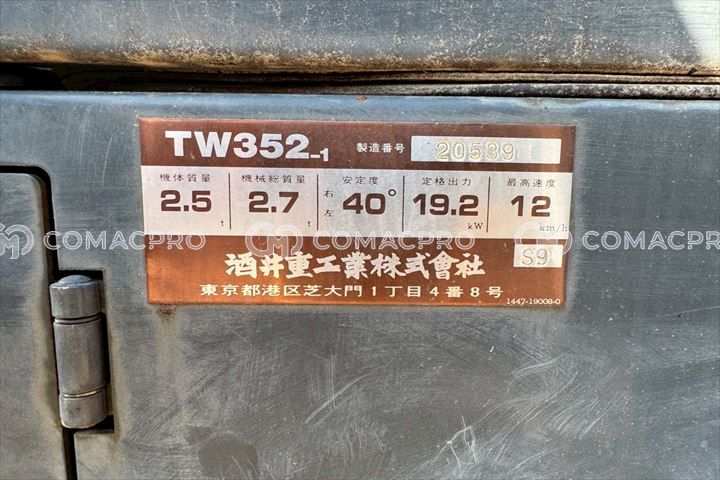 TW352-1 製造番号 20539
機体質量 機械総質量 安定度 定格出力 最高速度
2.5 t 2.7 t 右左 40° 19.2 kW 12 km/h
COMACPRO COMACPRO COMACPRO COMACPRO
酒井重工業株式會社 S9
東京都港区芝大門1丁目4番8号
1447-19008-0